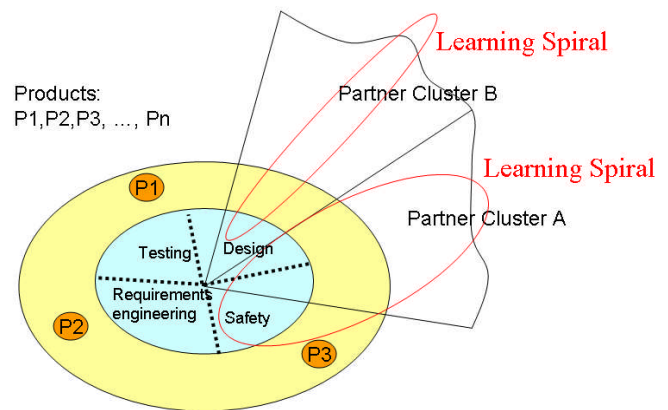 Learning Spiral
Products:
P1,P2,P3, ..., Pn
Partner Cluster B
Learning Spiral
P1
Partner Cluster A
Testing
Design
Requirements
engineering
Safety
P2
P3